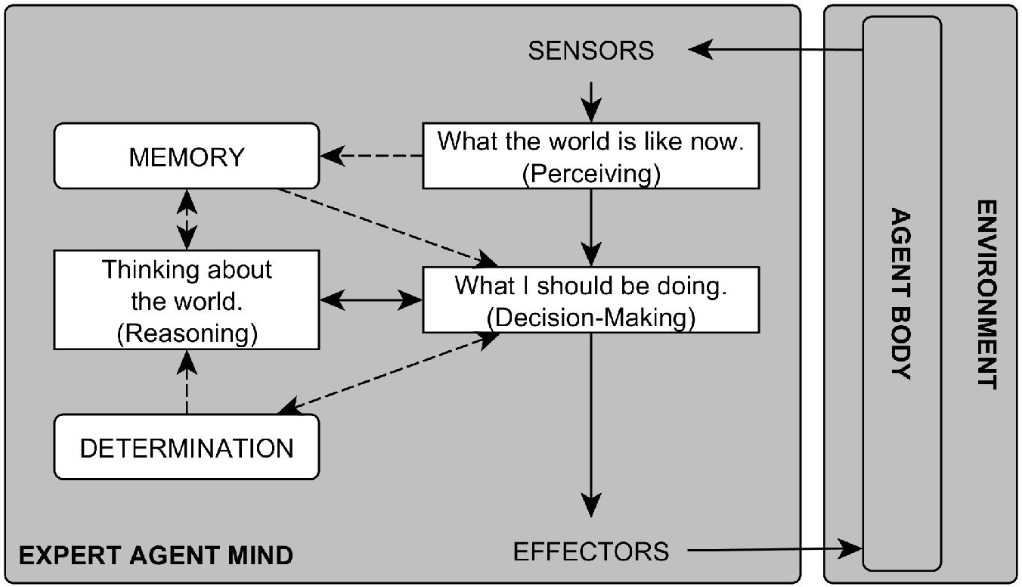 SENSORS
What the world is like now.
(Perceiving)
MEMORY
Thinking about
the world.
(Reasoning)
What I should be doing.
(Decision-Making)
DETERMINATION
EFFECTORS
EXPERT AGENT MIND
AGENT BODY
ENVIRONMENT